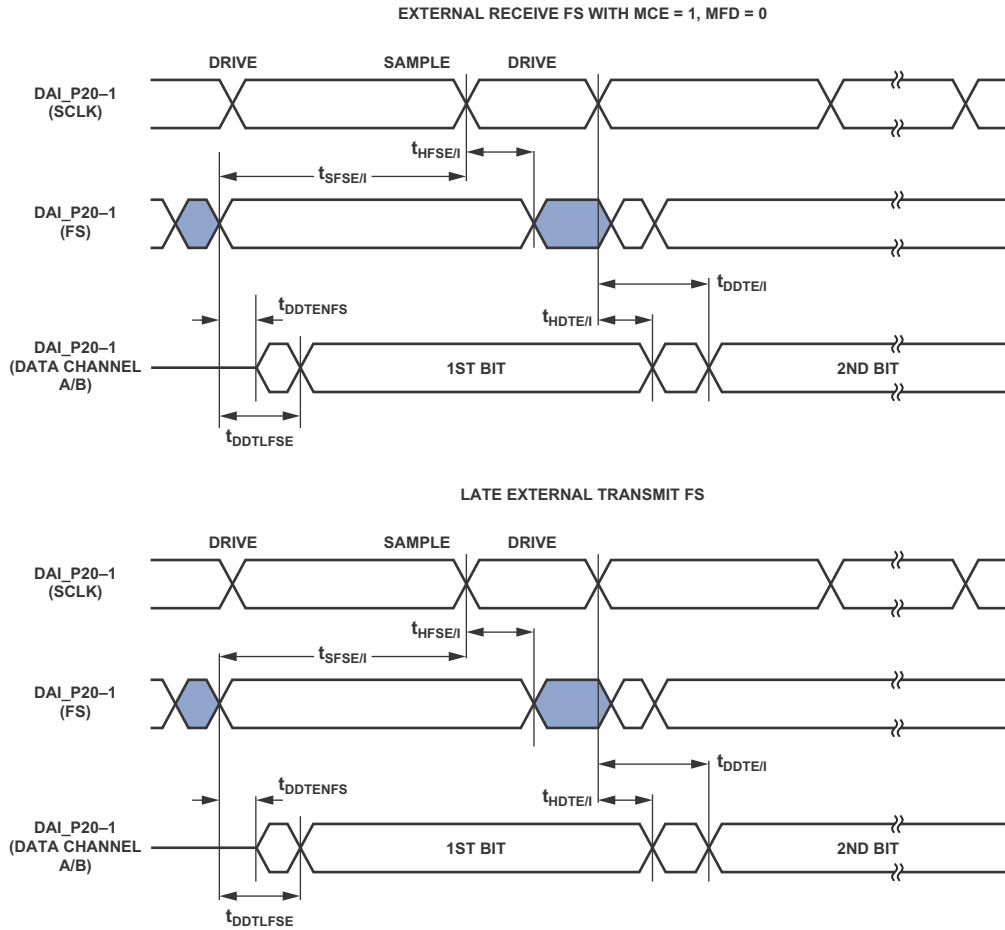 EXTERNAL RECEIVE FS WITH MCE = 1, MFD = 0
DRIVE SAMPLE DRIVE
DAI_P20–1
(SCLK)
tHFSE/I
tSFSE/I
DAI_P20–1
(FS)
tDDTE/I
tDDTENFS
tHDTE/I
DAI_P20–1
(DATA CHANNEL
A/B)
1ST BIT 2ND BIT
tDDTLFSE
LATE EXTERNAL TRANSMIT FS
DRIVE SAMPLE DRIVE
DAI_P20–1
(SCLK)
tHFSE/I
tSFSE/I
DAI_P20–1
(FS)
tDDTE/I
tDDTENFS
tHDTE/I
DAI_P20–1
(DATA CHANNEL
A/B)
1ST BIT 2ND BIT
tDDTLFSE